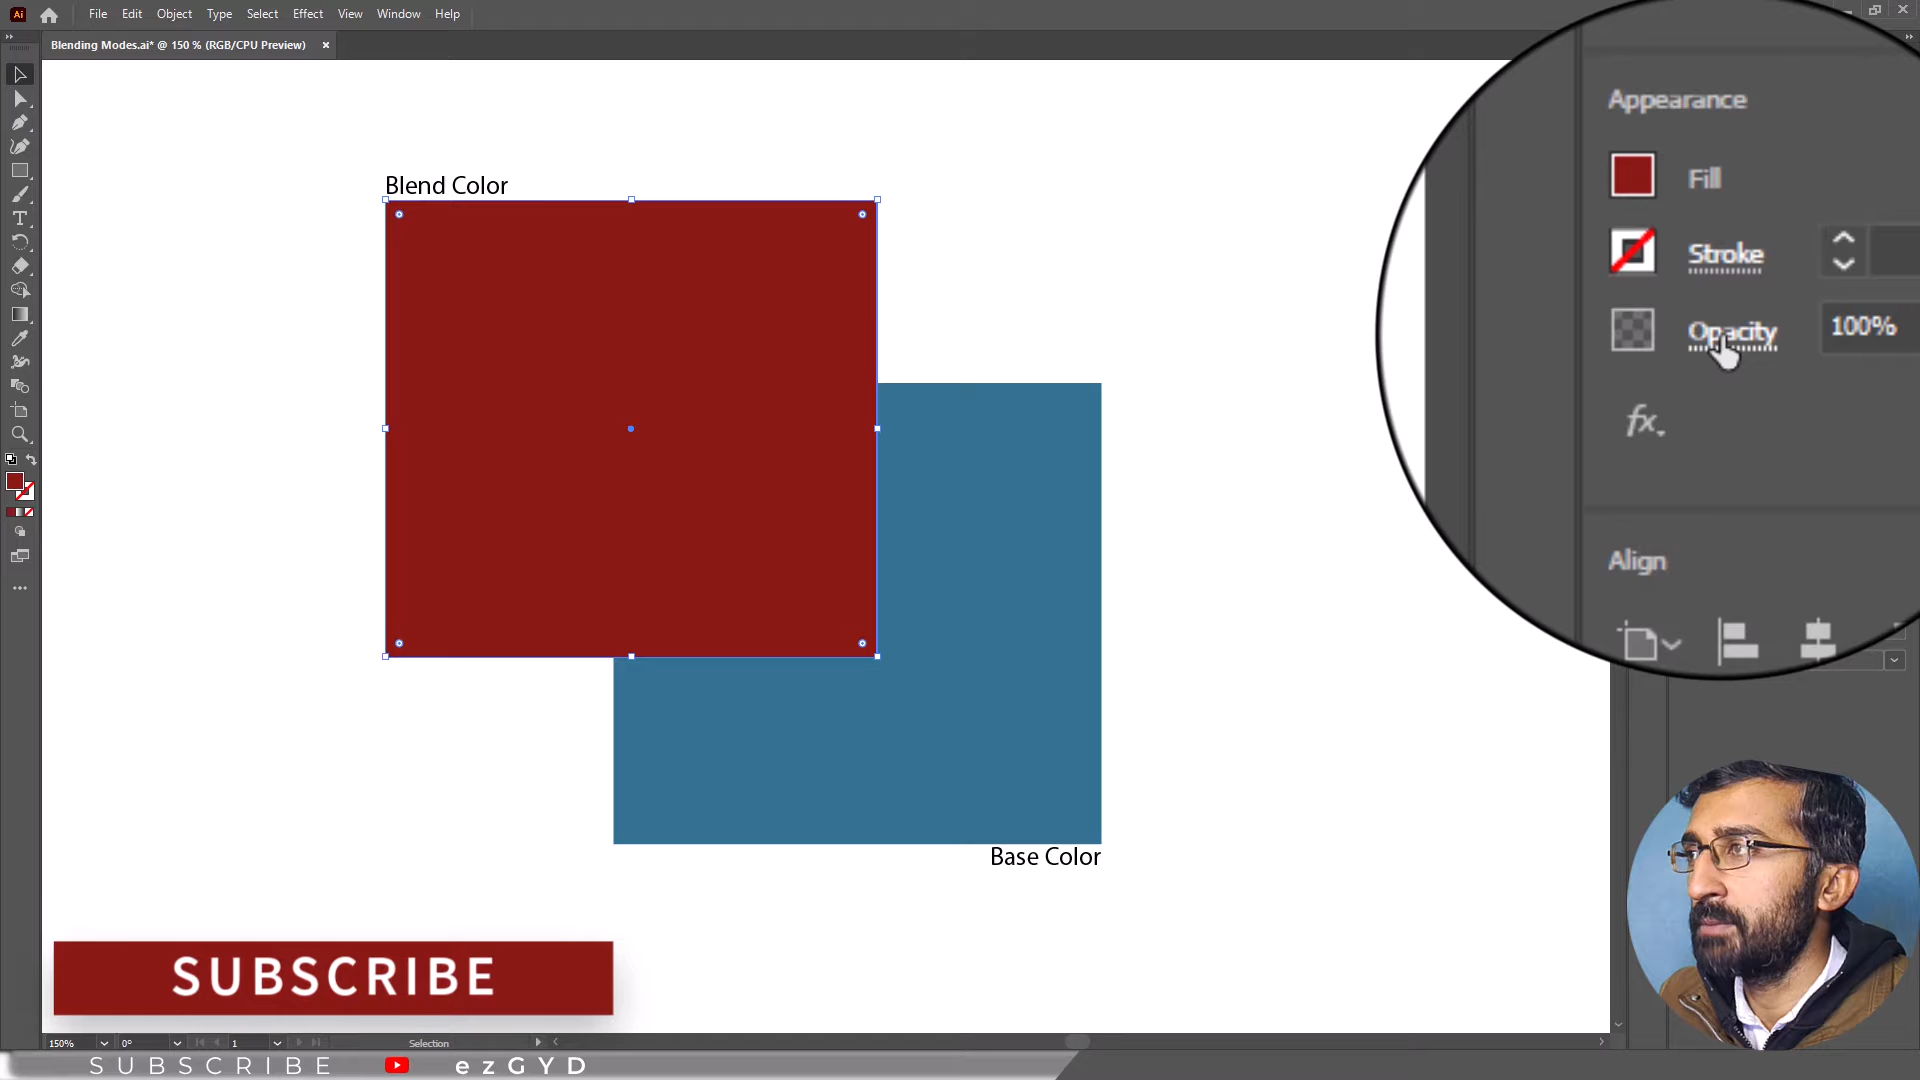 Ai File Edit Object Type Select Effect View Window Help
Blending Modes.ai* @ 150 % (RGB/CPU Preview) ×
Appearance
Fill
Stroke
Opacity 100%
fx
Align
Blend Color
Base Color
SUBSCRIBE
150% 0° 1 Selection
SUBSCRIBE ezGYD